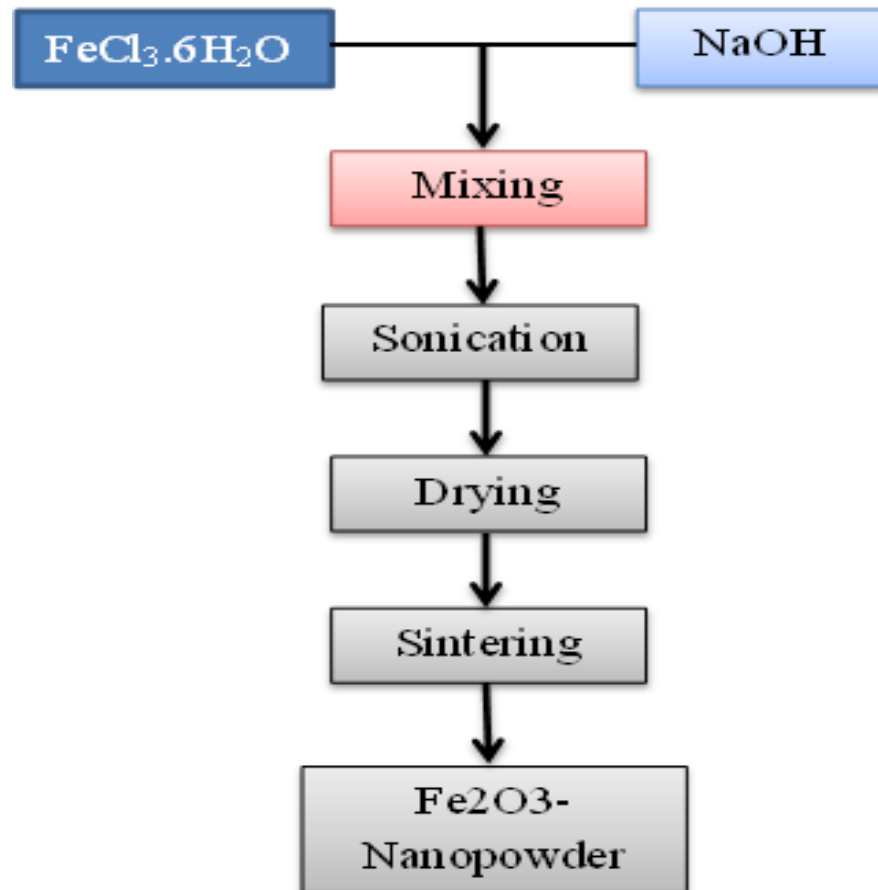 FeCl₃.6H₂O
NaOH
Mixing
Sonication
Drying
Sintering
Fe2O3-
Nanopowder